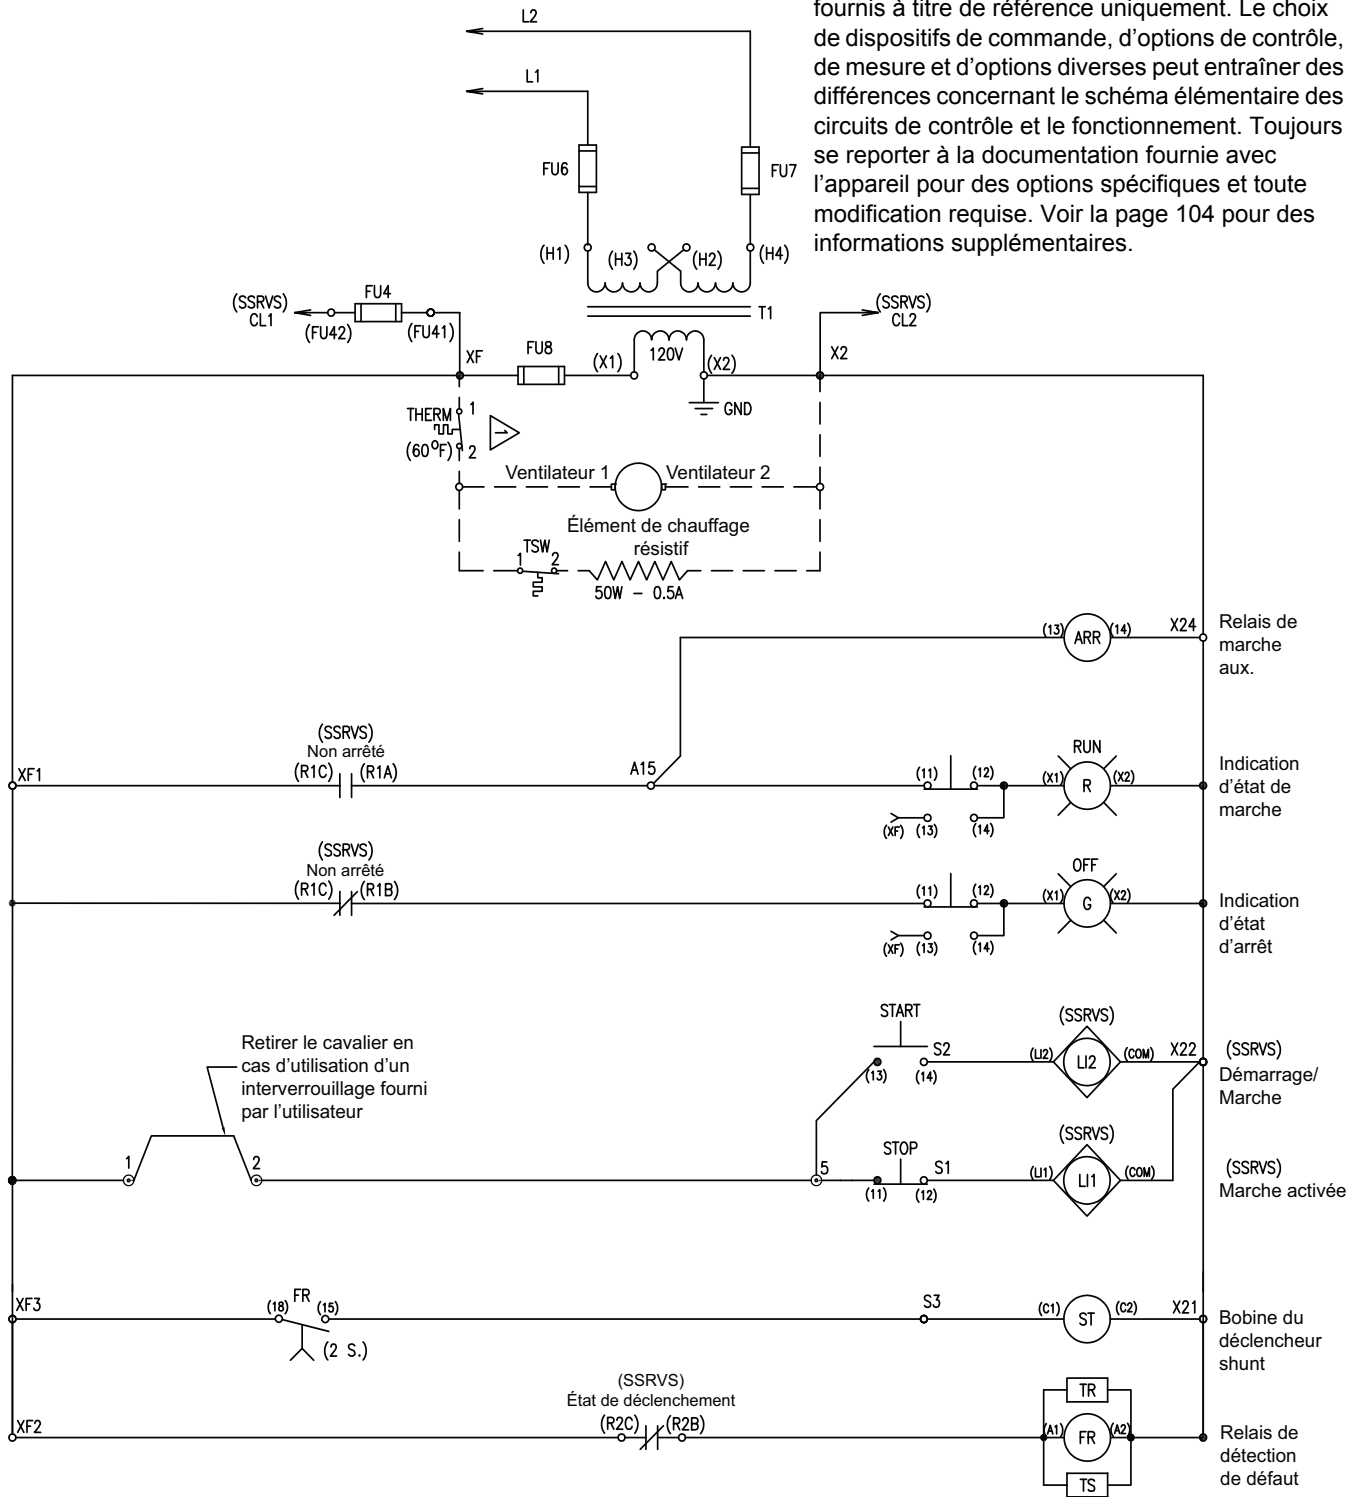 fournis à titre de référence uniquement. Le choix
de dispositifs de commande, d'options de contrôle,
de mesure et d'options diverses peut entraîner des
différences concernant le schéma élémentaire des
circuits de contrôle et le fonctionnement. Toujours
se reporter à la documentation fournie avec
l'appareil pour des options spécifiques et toute
modification requise. Voir la page 104 pour des
informations supplémentaires.
L2
L1
FU6
FU7
(H1)
(H3)
(H2)
(H4)
T1
(SSRVS)
CL1
(FU42)
FU4
(FU41)
(SSRVS)
CL2
XF
FU8
(X1)
120V
(X2)
X2
GND
THERM
1
(60°F)
2
1
Ventilateur 1
Ventilateur 2
Élément de chauffage
résistif
TSW
1
2
50W – 0.5A
(13)
ARR
(14)
X24
Relais de
marche
aux.
XF1
(SSRVS)
Non arrêté
(R1C)
(R1A)
A15
(11)
(12)
(XF)
(13)
(14)
RUN
(X1)
R
(X2)
Indication
d'état de
marche
(SSRVS)
Non arrêté
(R1C)
(R1B)
(11)
(12)
(XF)
(13)
(14)
OFF
(X1)
G
(X2)
Indication
d'état
d'arrêt
Retirer le cavalier en
cas d'utilisation d'un
interverrouillage fourni
par l'utilisateur
START
(13)
(14)
S2
(SSRVS)
(LI2)
LI2
(COM)
X22
(SSRVS)
Démarrage/
Marche
1
2
5
STOP
(11)
(12)
S1
(SSRVS)
(LI1)
LI1
(COM)
(SSRVS)
Marche activée
XF3
(18)
FR
(15)
(2 S.)
S3
(C1)
ST
(C2)
X21
Bobine du
déclencheur
shunt
XF2
(SSRVS)
État de déclenchement
(R2C)
(R2B)
TR
(A1)
FR
(A2)
TS
Relais de
détection
de défaut